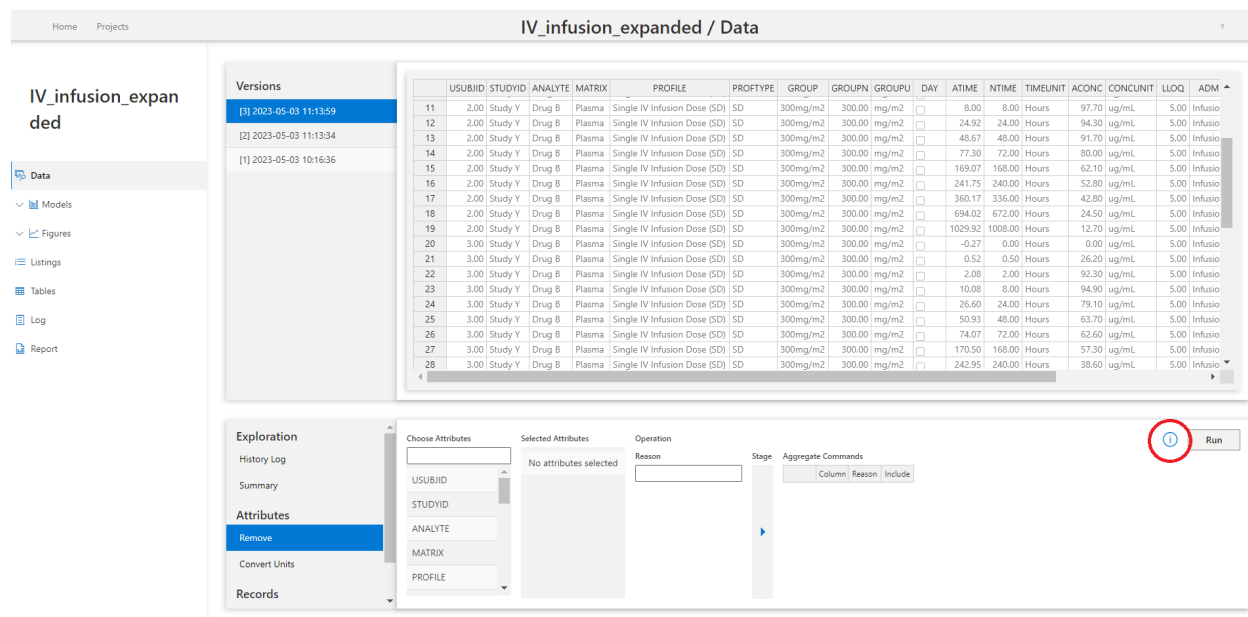 Home Projects IV_infusion_expanded / Data ?
IV_infusion_expan
ded
Data
Models
Figures
Listings
Tables
Log
Report
Versions
[3] 2023-05-03 11:13:59
[2] 2023-05-03 11:13:34
[1] 2023-05-03 10:16:36
USUBJID STUDYID ANALYTE MATRIX PROFILE PROFTYPE GROUP GROUPN GROUPU DAY ATIME NTIME TIMEUNIT ACONC CONCUNIT LLOQ ADM
11 2.00 Study Y Drug B Plasma Single IV Infusion Dose (SD) SD 300mg/m2 300.00 mg/m2 8.00 8.00 Hours 97.70 ug/mL 5.00 Infusio
12 2.00 Study Y Drug B Plasma Single IV Infusion Dose (SD) SD 300mg/m2 300.00 mg/m2 24.92 24.00 Hours 94.30 ug/mL 5.00 Infusio
13 2.00 Study Y Drug B Plasma Single IV Infusion Dose (SD) SD 300mg/m2 300.00 mg/m2 48.67 48.00 Hours 91.70 ug/mL 5.00 Infusio
14 2.00 Study Y Drug B Plasma Single IV Infusion Dose (SD) SD 300mg/m2 300.00 mg/m2 77.30 72.00 Hours 80.00 ug/mL 5.00 Infusio
15 2.00 Study Y Drug B Plasma Single IV Infusion Dose (SD) SD 300mg/m2 300.00 mg/m2 169.07 168.00 Hours 62.10 ug/mL 5.00 Infusio
16 2.00 Study Y Drug B Plasma Single IV Infusion Dose (SD) SD 300mg/m2 300.00 mg/m2 241.75 240.00 Hours 52.80 ug/mL 5.00 Infusio
17 2.00 Study Y Drug B Plasma Single IV Infusion Dose (SD) SD 300mg/m2 300.00 mg/m2 360.17 336.00 Hours 42.80 ug/mL 5.00 Infusio
18 2.00 Study Y Drug B Plasma Single IV Infusion Dose (SD) SD 300mg/m2 300.00 mg/m2 694.02 672.00 Hours 24.50 ug/mL 5.00 Infusio
19 2.00 Study Y Drug B Plasma Single IV Infusion Dose (SD) SD 300mg/m2 300.00 mg/m2 1029.92 1008.00 Hours 12.70 ug/mL 5.00 Infusio
20 3.00 Study Y Drug B Plasma Single IV Infusion Dose (SD) SD 300mg/m2 300.00 mg/m2 -0.27 0.00 Hours 0.00 ug/mL 5.00 Infusio
21 3.00 Study Y Drug B Plasma Single IV Infusion Dose (SD) SD 300mg/m2 300.00 mg/m2 0.52 0.50 Hours 26.20 ug/mL 5.00 Infusio
22 3.00 Study Y Drug B Plasma Single IV Infusion Dose (SD) SD 300mg/m2 300.00 mg/m2 2.08 2.00 Hours 92.30 ug/mL 5.00 Infusio
23 3.00 Study Y Drug B Plasma Single IV Infusion Dose (SD) SD 300mg/m2 300.00 mg/m2 10.08 8.00 Hours 94.90 ug/mL 5.00 Infusio
24 3.00 Study Y Drug B Plasma Single IV Infusion Dose (SD) SD 300mg/m2 300.00 mg/m2 26.60 24.00 Hours 79.10 ug/mL 5.00 Infusio
25 3.00 Study Y Drug B Plasma Single IV Infusion Dose (SD) SD 300mg/m2 300.00 mg/m2 50.93 48.00 Hours 63.70 ug/mL 5.00 Infusio
26 3.00 Study Y Drug B Plasma Single IV Infusion Dose (SD) SD 300mg/m2 300.00 mg/m2 74.07 72.00 Hours 62.60 ug/mL 5.00 Infusio
27 3.00 Study Y Drug B Plasma Single IV Infusion Dose (SD) SD 300mg/m2 300.00 mg/m2 170.50 168.00 Hours 57.30 ug/mL 5.00 Infusio
28 3.00 Study Y Drug B Plasma Single IV Infusion Dose (SD) SD 300mg/m2 300.00 mg/m2 242.95 240.00 Hours 38.60 ug/mL 5.00 Infusio
Exploration
History Log
Summary
Attributes
Remove
Convert Units
Records
Choose Attributes
USUBJID
STUDYID
ANALYTE
MATRIX
PROFILE
Selected Attributes
No attributes selected
Operation
Reason
Stage
Aggregate Commands
Column Reason Include
i
Run